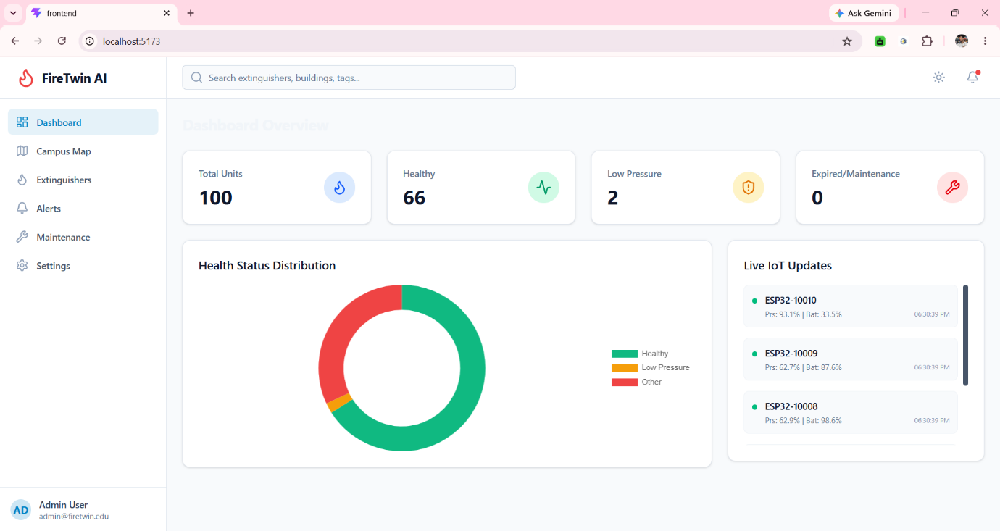 frontend
Ask Gemini
localhost:5173
FireTwin AI
Search extinguishers, buildings, tags...
Dashboard
Campus Map
Extinguishers
Alerts
Maintenance
Settings
AD
Admin User
admin@firetwin.edu
Dashboard Overview
Total Units
100
Healthy
66
Low Pressure
2
Expired/Maintenance
0
Health Status Distribution
Healthy
Low Pressure
Other
Live IoT Updates
ESP32-10010
Prs: 93.1% | Bat: 33.5%
06:30:39 PM
ESP32-10009
Prs: 62.7% | Bat: 87.6%
06:30:39 PM
ESP32-10008
Prs: 62.9% | Bat: 98.6%
06:30:39 PM